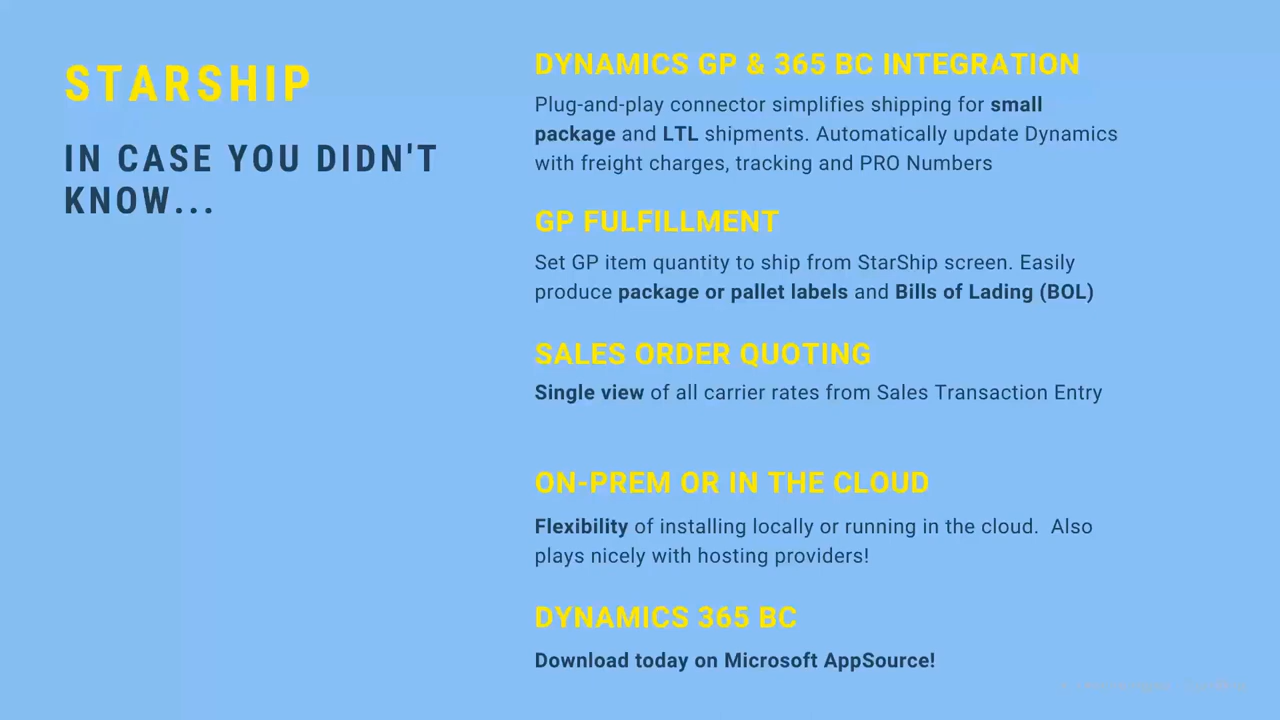 STARSHIP
IN CASE YOU DIDN'T
KNOW...
DYNAMICS GP & 365 BC INTEGRATION
Plug-and-play connector simplifies shipping for small
package and LTL shipments. Automatically update Dynamics
with freight charges, tracking and PRO Numbers
GP FULFILLMENT
Set GP item quantity to ship from StarShip screen. Easily
produce package or pallet labels and Bills of Lading (BOL)
SALES ORDER QUOTING
Single view of all carrier rates from Sales Transaction Entry
ON-PREM OR IN THE CLOUD
Flexibility of installing locally or running in the cloud.  Also
plays nicely with hosting providers!
DYNAMICS 365 BC
Download today on Microsoft AppSource!